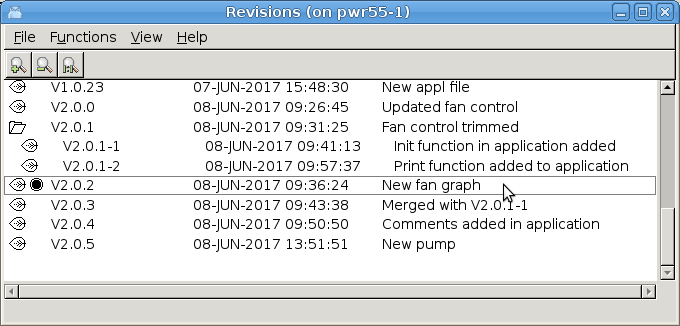 Revisions (on pwr55-1)
File Functions View Help
V1.0.23 07-JUN-2017 15:48:30 New appl file
V2.0.0 08-JUN-2017 09:26:45 Updated fan control
V2.0.1 08-JUN-2017 09:31:25 Fan control trimmed
V2.0.1-1 08-JUN-2017 09:41:13 Init function in application added
V2.0.1-2 08-JUN-2017 09:57:37 Print function added to application
V2.0.2 08-JUN-2017 09:36:24 New fan graph
V2.0.3 08-JUN-2017 09:43:38 Merged with V2.0.1-1
V2.0.4 08-JUN-2017 09:50:50 Comments added in application
V2.0.5 08-JUN-2017 13:51:51 New pump